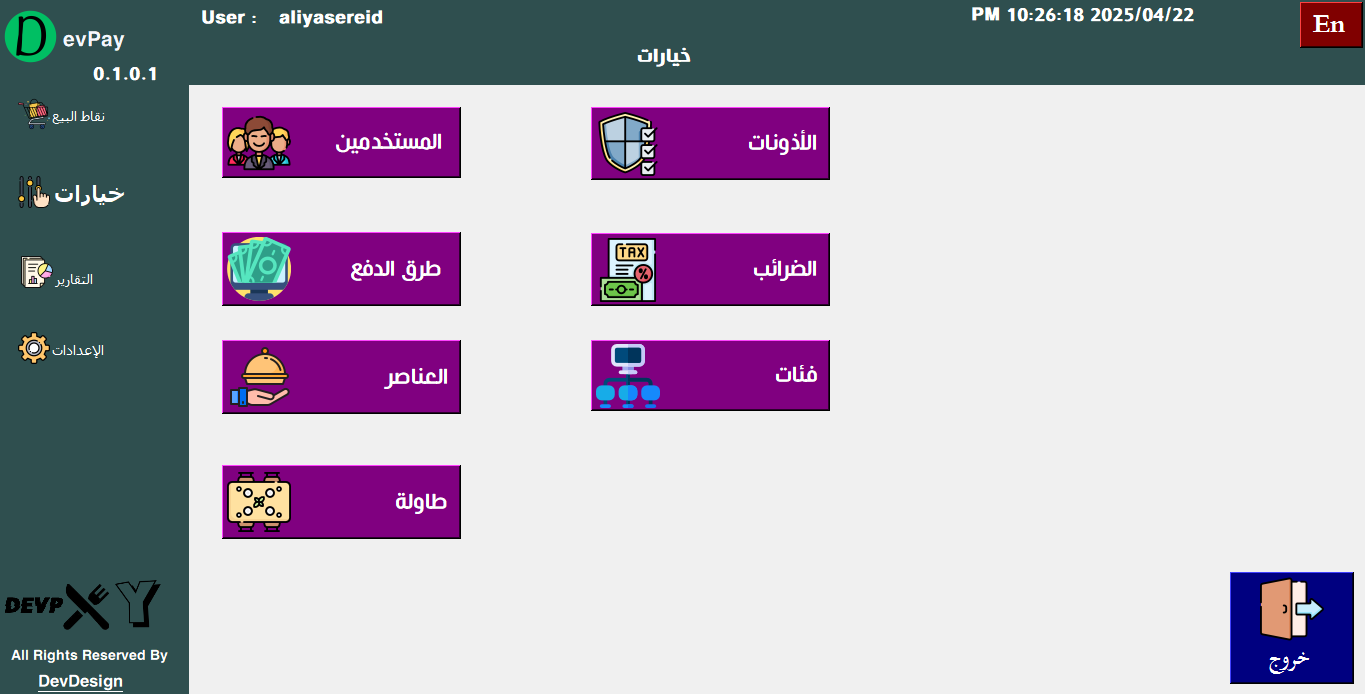 User :   aliyasereid
PM 10:26:18 2025/04/22
En
D evPay
0.1.0.1
خيارات
نقاط البيع
خيارات
التقارير
الإعدادات
المستخدمين
الأذونات
طرق الدفع
TAX
%
الضرائب
العناصر
فئات
طاولة
DEVP
Y
All Rights Reserved By
DevDesign
خروج